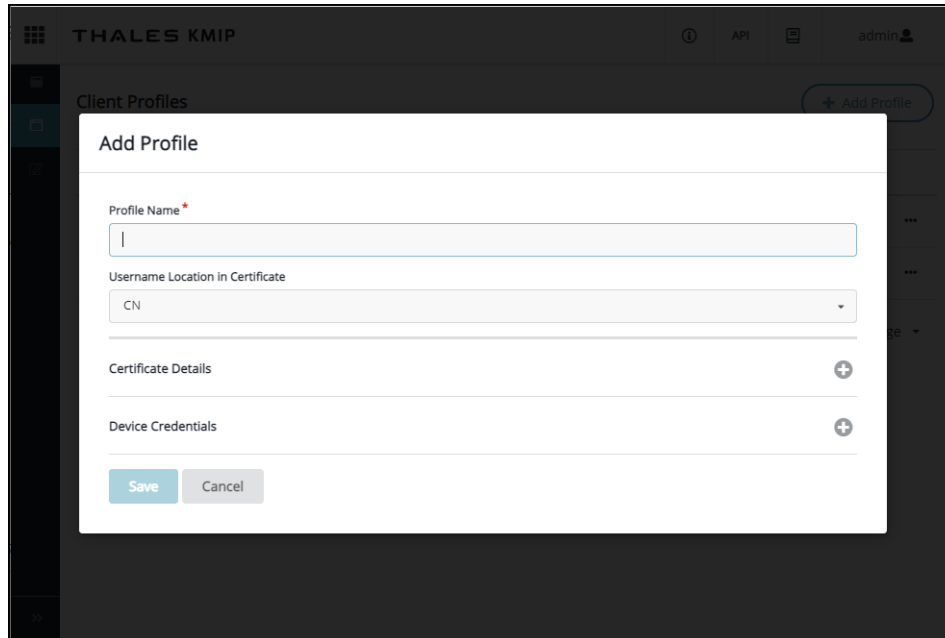 THALES KMIP
API
admin
Client Profiles
+ Add Profile
Add Profile
Profile Name*
Username Location in Certificate
CN
ge
Certificate Details
Device Credentials
Save Cancel